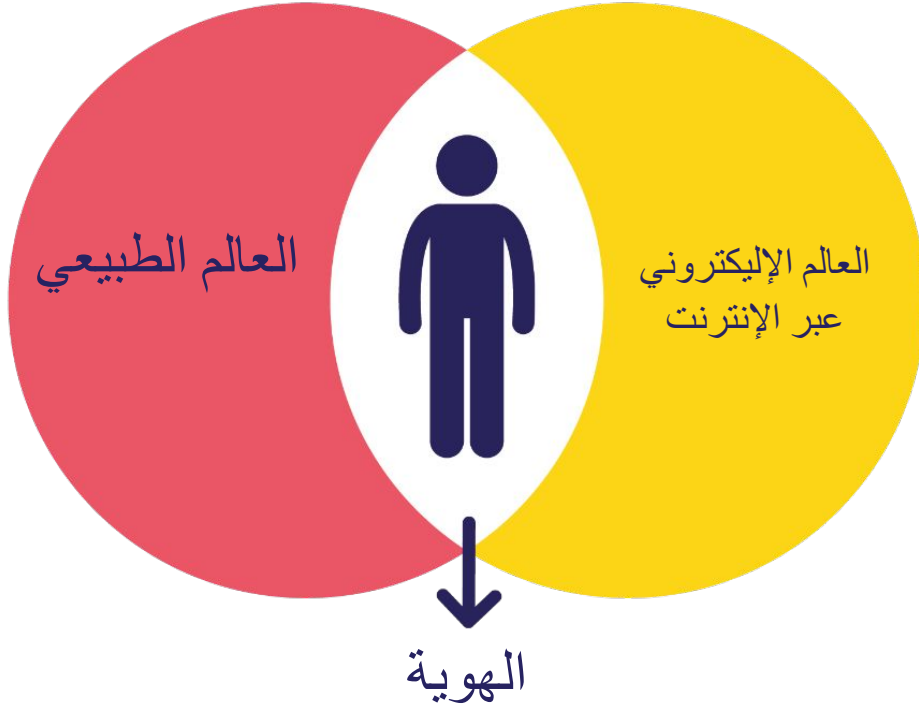 العالم الطبيعي
العالم الإليكتروني
عبر الإنترنت
الهوية